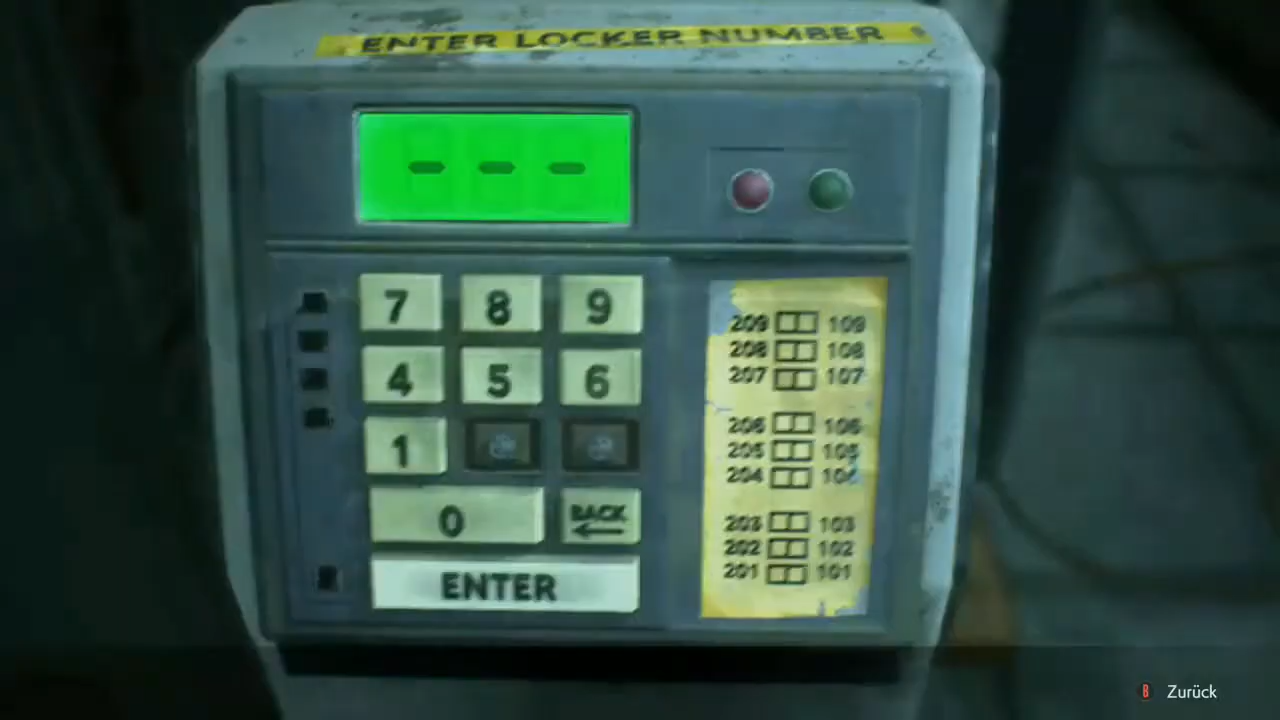 ENTER LOCKER NUMBER
- - -
7 8 9
4 5 6
1
0 BACK
ENTER
209 109
208 108
207 107
206 106
205 105
204 104
203 103
202 102
201 101
B Zurück